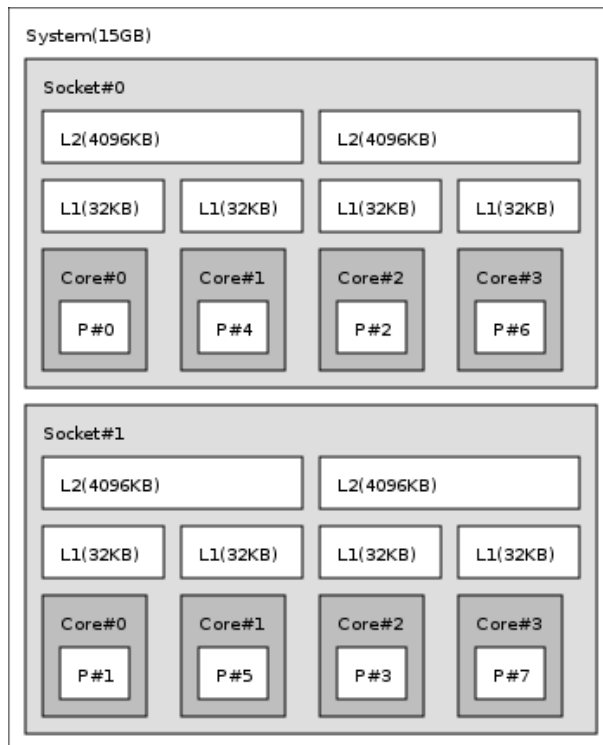 System(15GB)
Socket#0
L2(4096KB) L2(4096KB)
L1(32KB) L1(32KB) L1(32KB) L1(32KB)
Core#0 Core#1 Core#2 Core#3
P#0 P#4 P#2 P#6
Socket#1
L2(4096KB) L2(4096KB)
L1(32KB) L1(32KB) L1(32KB) L1(32KB)
Core#0 Core#1 Core#2 Core#3
P#1 P#5 P#3 P#7